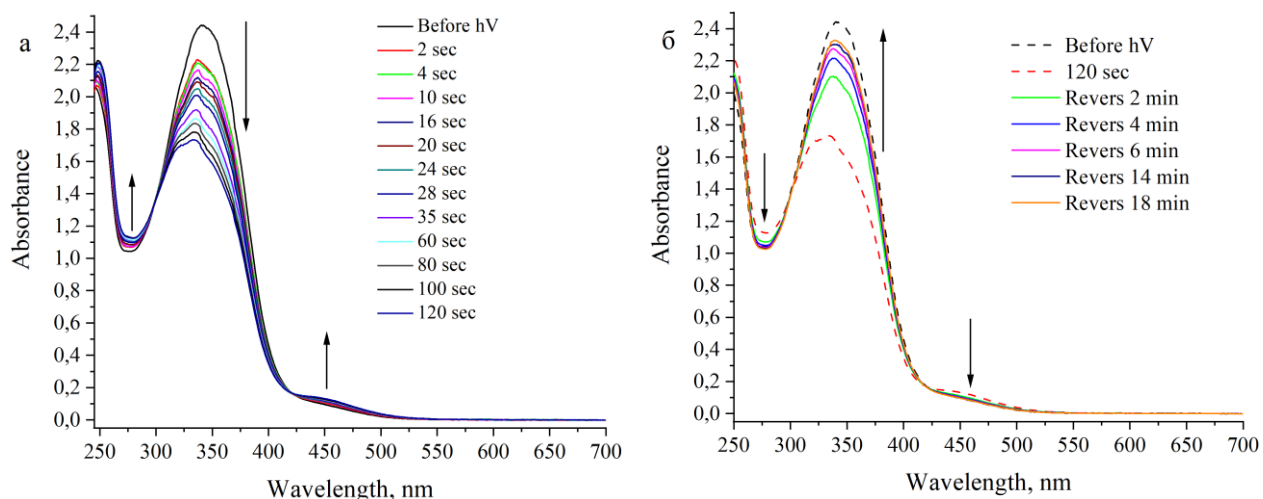 а
Absorbance
2,4
2,2
2,0
1,8
1,6
1,4
1,2
1,0
0,8
0,6
0,4
0,2
0,0
250 300 350 400 450 500 550 600 650 700
Wavelength, nm
Before hV
2 sec
4 sec
10 sec
16 sec
20 sec
24 sec
28 sec
35 sec
60 sec
80 sec
100 sec
120 sec
б
Absorbance
2,4
2,2
2,0
1,8
1,6
1,4
1,2
1,0
0,8
0,6
0,4
0,2
0,0
250 300 350 400 450 500 550 600 650 700
Wavelength, nm
Before hV
120 sec
Revers 2 min
Revers 4 min
Revers 6 min
Revers 14 min
Revers 18 min